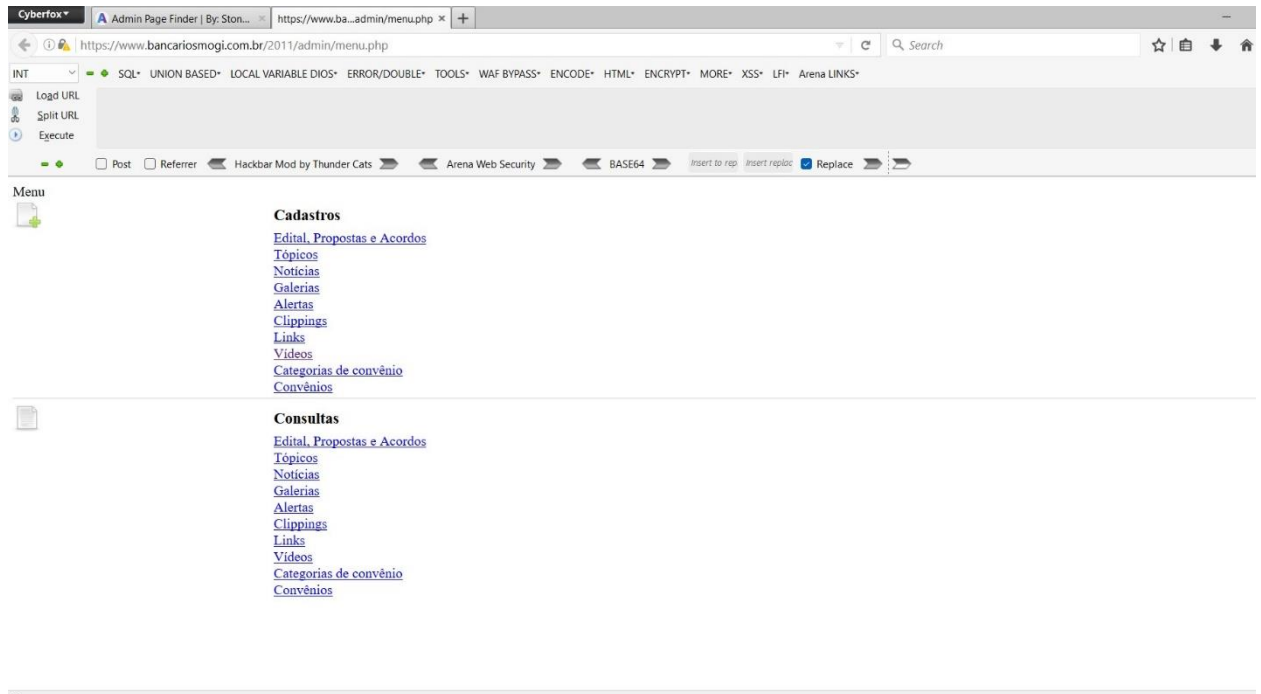 Cyberfox
Admin Page Finder | By: Ston...
https://www.ba...admin/menu.php
https://www.bancariosmogi.com.br/2011/admin/menu.php
Search
INT
SQL UNION BASED LOCAL VARIABLE DIOS ERROR/DOUBLE TOOLS WAF BYPASS ENCODE HTML ENCRYPT MORE XSS LFI Arena LINKS
Load URL
Split URL
Execute
Post Referrer Hackbar Mod by Thunder Cats Arena Web Security BASE64 Insert to rep Insert replac Replace
Menu
Cadastros
Edital, Propostas e Acordos
Tópicos
Notícias
Galerias
Alertas
Clippings
Links
Vídeos
Categorias de convênio
Convênios
Consultas
Edital, Propostas e Acordos
Tópicos
Notícias
Galerias
Alertas
Clippings
Links
Vídeos
Categorias de convênio
Convênios